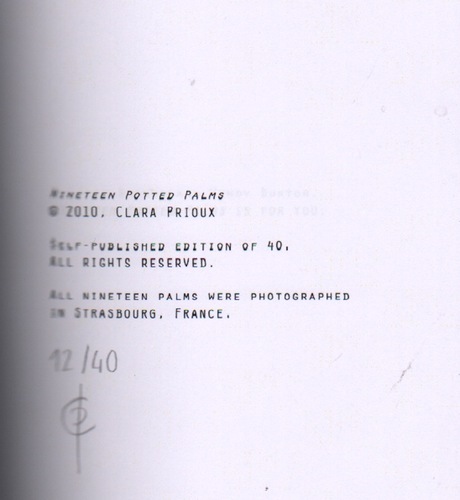 Nineteen Potted Palms
© 2010, Clara Prioux
Self-published edition of 40.
All rights reserved.
All nineteen palms were photographed
in Strasbourg, France.
12/40